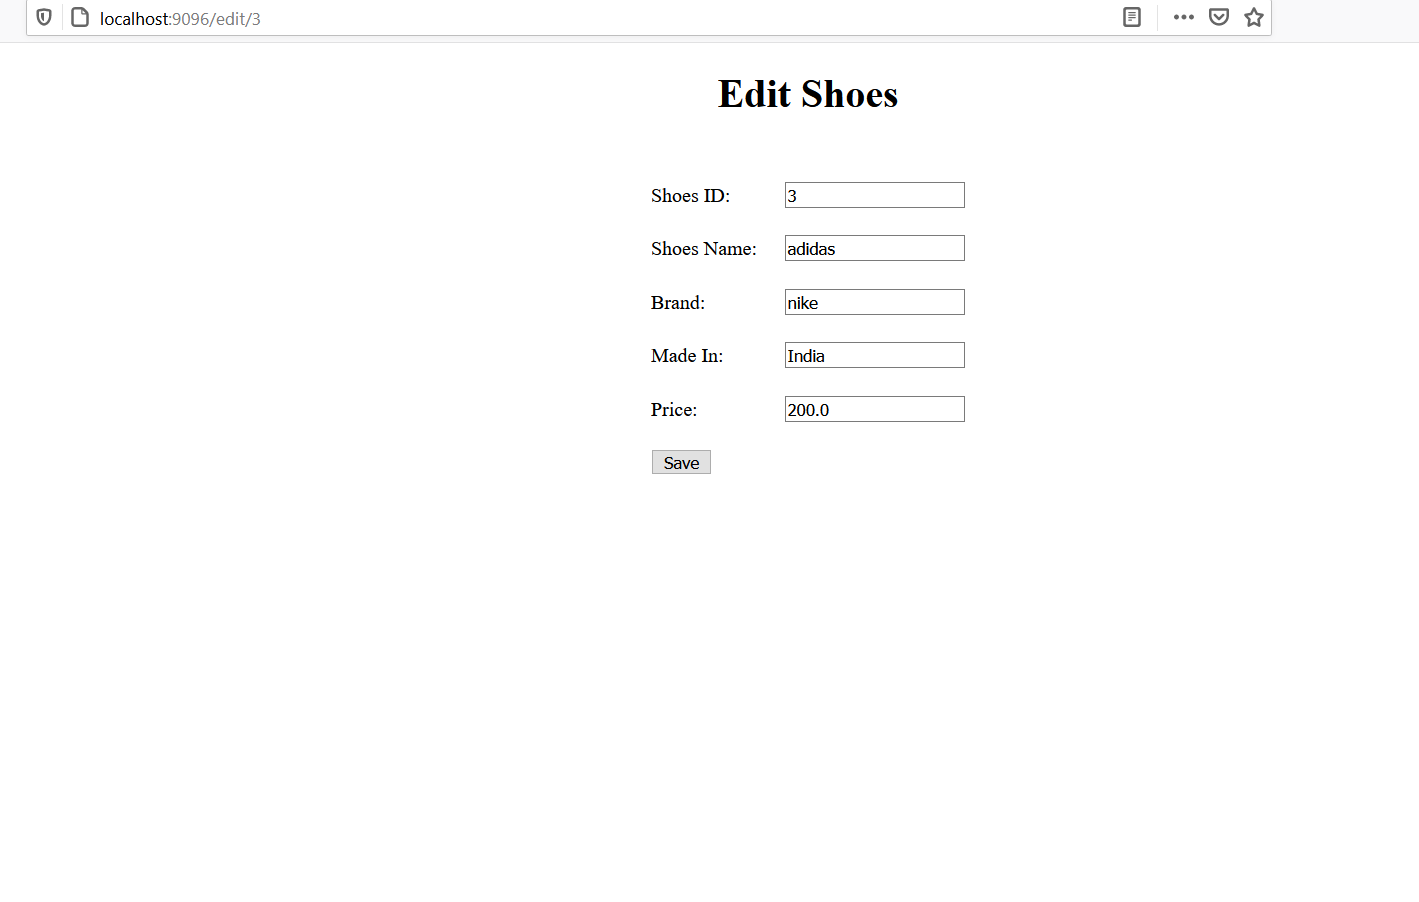 localhost:9096/edit/3
Edit Shoes
Shoes ID: 3
Shoes Name: adidas
Brand: nike
Made In: India
Price: 200.0
Save